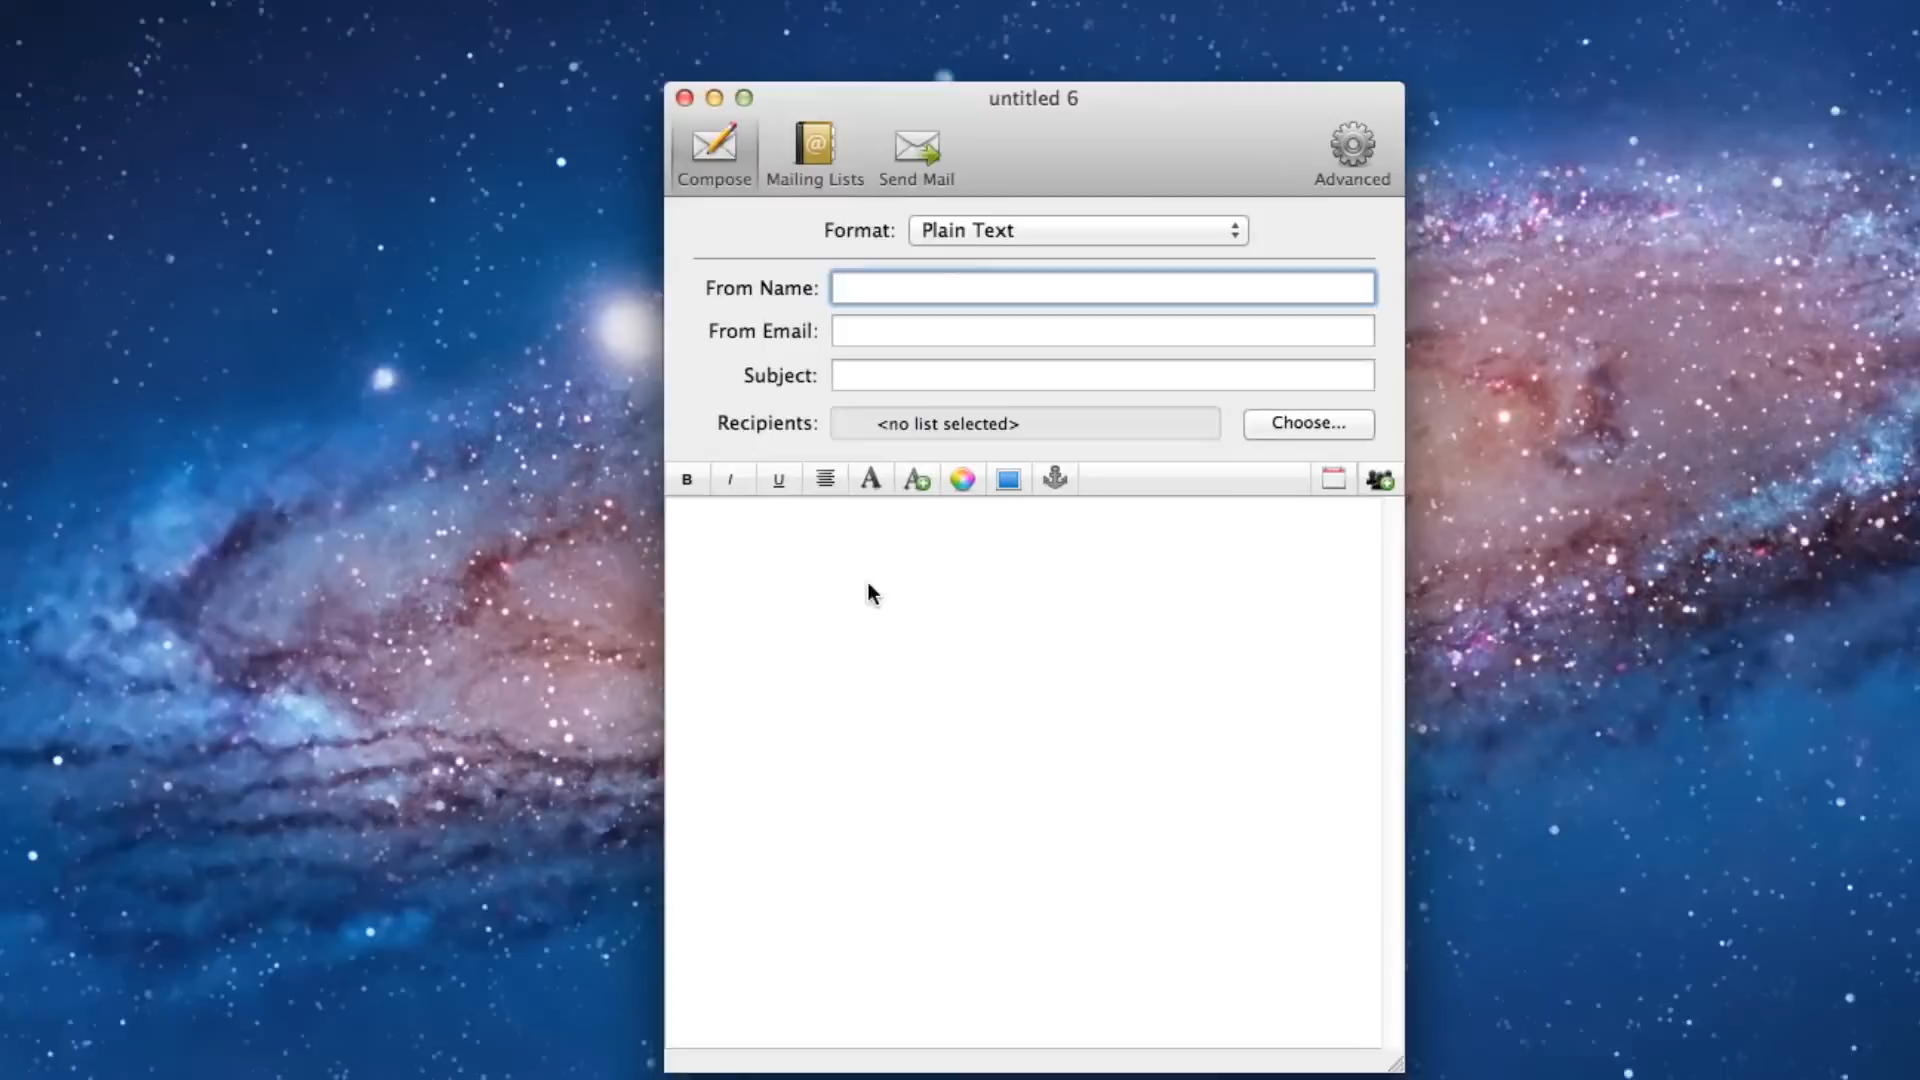 untitled 6
Compose
Mailing Lists
Send Mail
Advanced
Format: Plain Text
From Name:
From Email:
Subject:
Recipients: <no list selected> Choose...
B I U A A